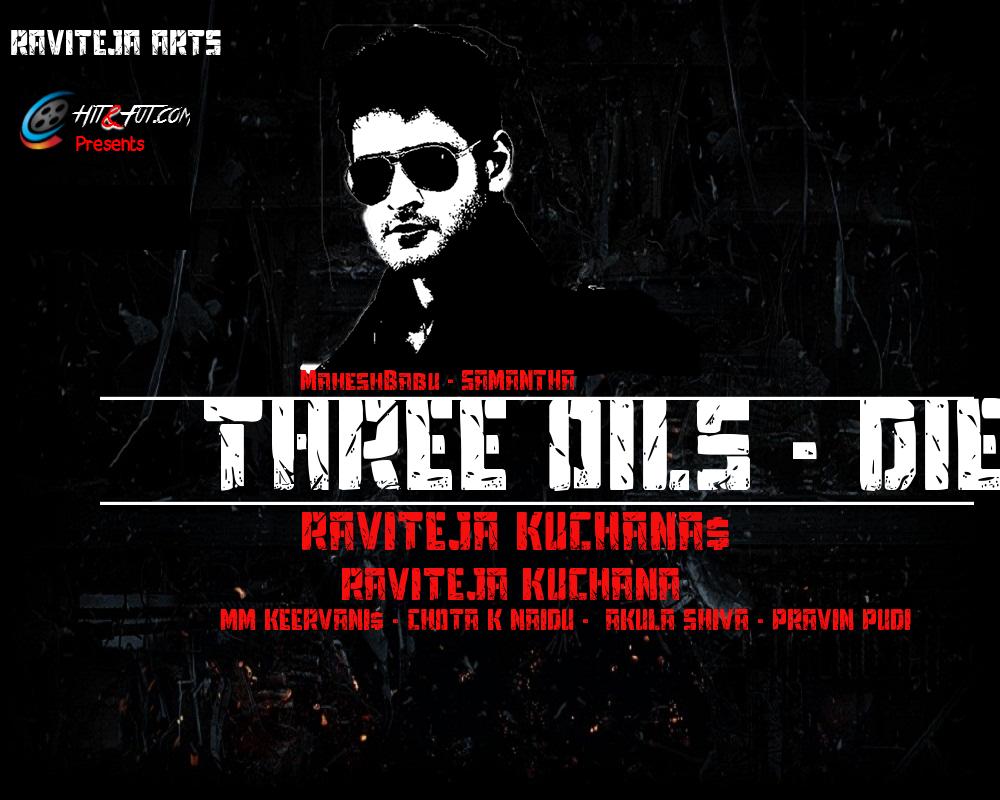 RAVITEJA ARTS
HIT&FUT.COM
Presents
MAHESHBABU - SAMANTHA
THREE OILS - DIE
RAVITEJA KUCHANA$
RAVITEJA KUCHANA
MM KEERVANI$ - CHOTA K NAIDU - AKULA SHIVA - PRAVIN PUDI